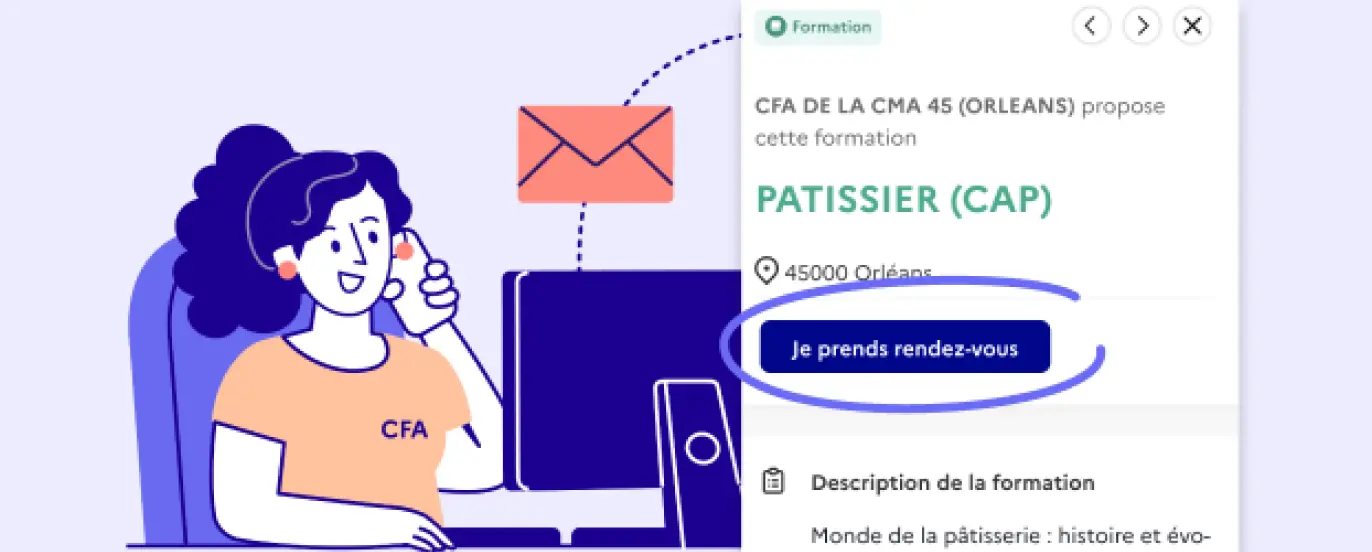 Formation
CFA DE LA CMA 45 (ORLEANS) propose
cette formation
PATISSIER (CAP)
45000 Orléans
Je prends rendez-vous
CFA
Description de la formation
Monde de la pâtisserie : histoire et évo-